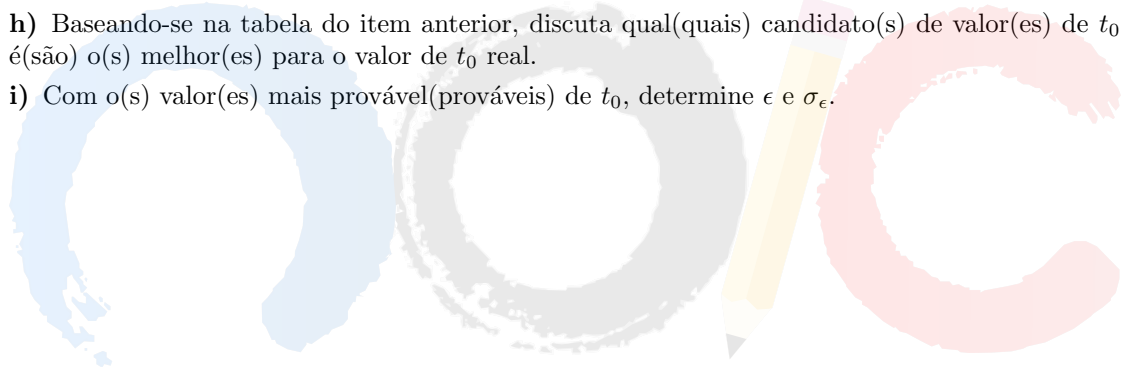 h) Baseando-se na tabela do item anterior, discuta qual(quais) candidato(s) de valor(es) de t₀
é(são) o(s) melhor(es) para o valor de t₀ real.
i) Com o(s) valor(es) mais provável(prováveis) de t₀, determine ϵ e σ_ϵ.